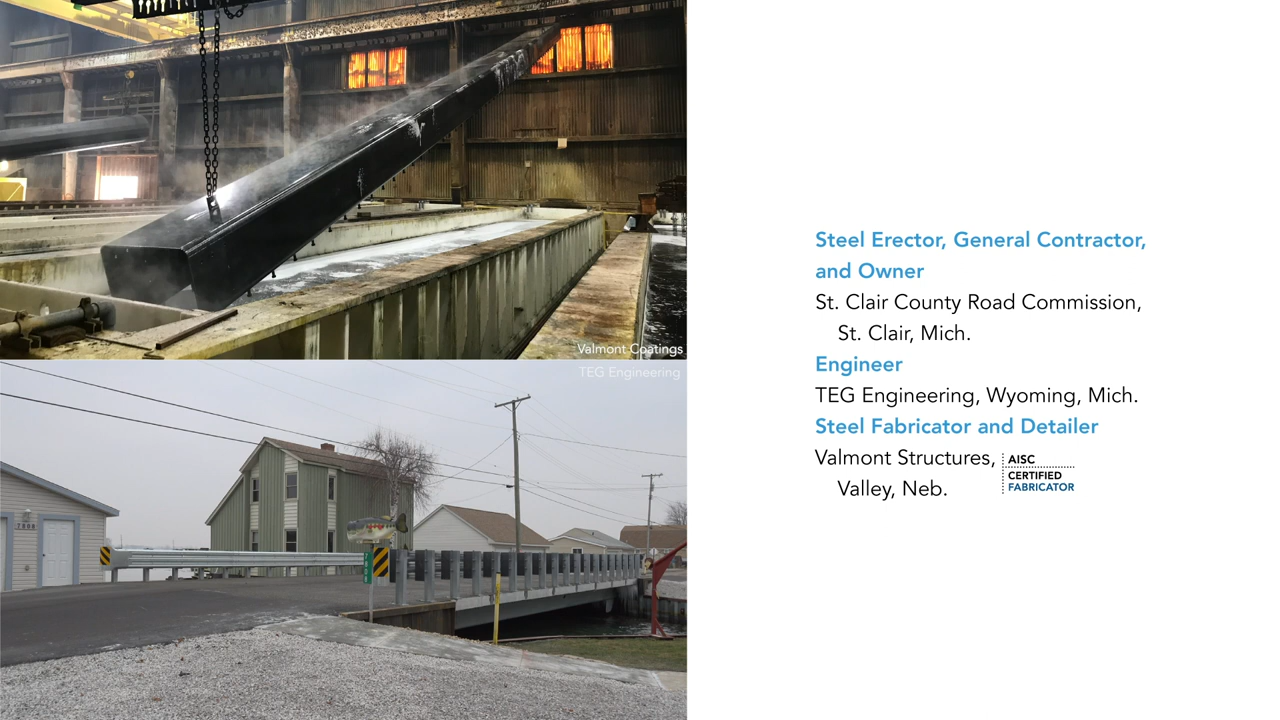 Valmont Coatings
TEG Engineering
7808
Steel Erector, General Contractor,
and Owner
St. Clair County Road Commission,
St. Clair, Mich.
Engineer
TEG Engineering, Wyoming, Mich.
Steel Fabricator and Detailer
Valmont Structures,
Valley, Neb.
AISC
CERTIFIED
FABRICATOR